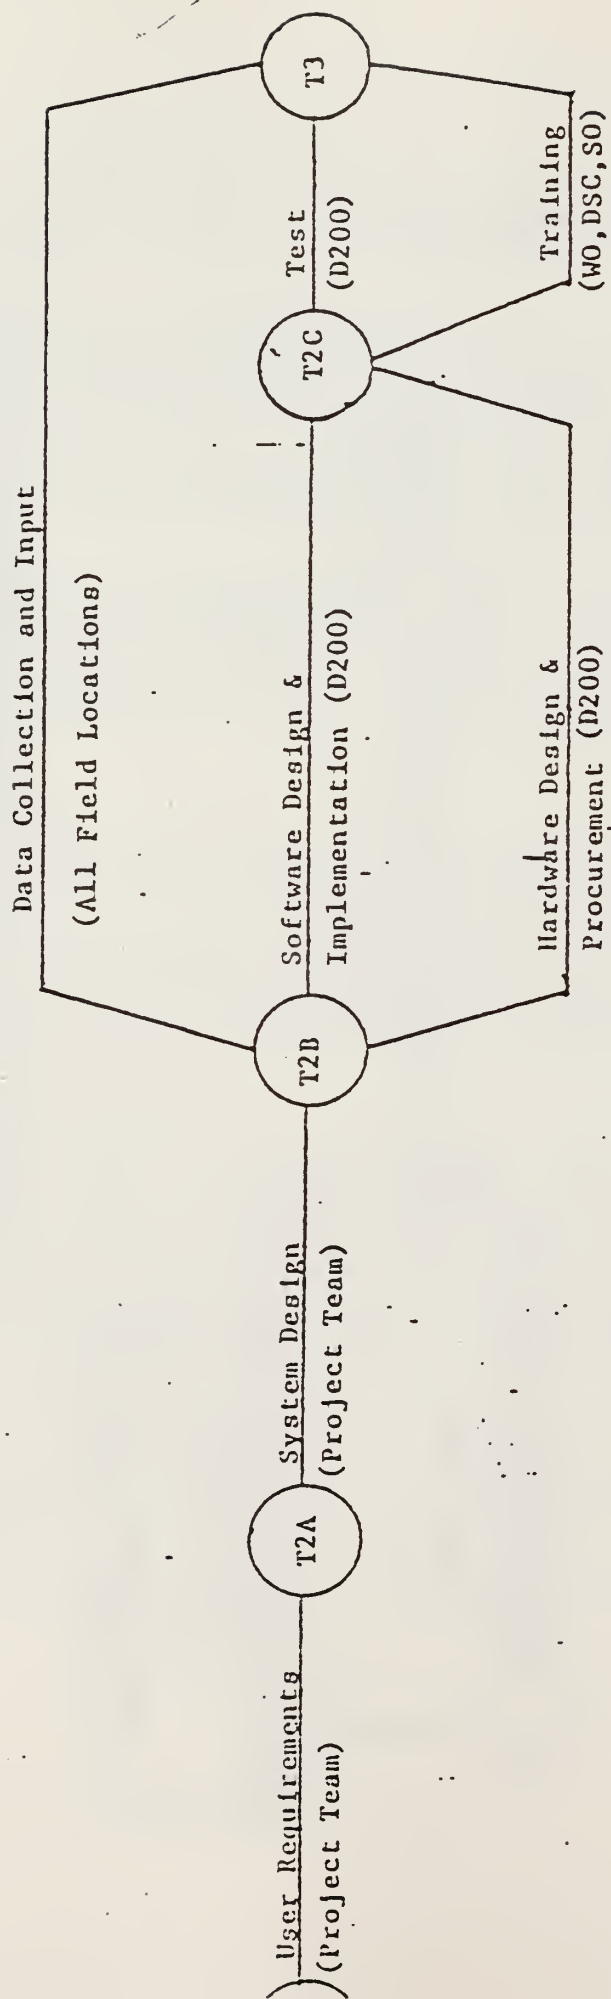 User Requirements
(Project Team)
T2A
System Design
(Project Team)
T2B
Data Collection and Input
(All Field Locations)
Software Design &
Implementation (D200)
Hardware Design &
Procurement (D200)
T2C
Test
(D200)
Training
(WO,DSC,SO)
T3